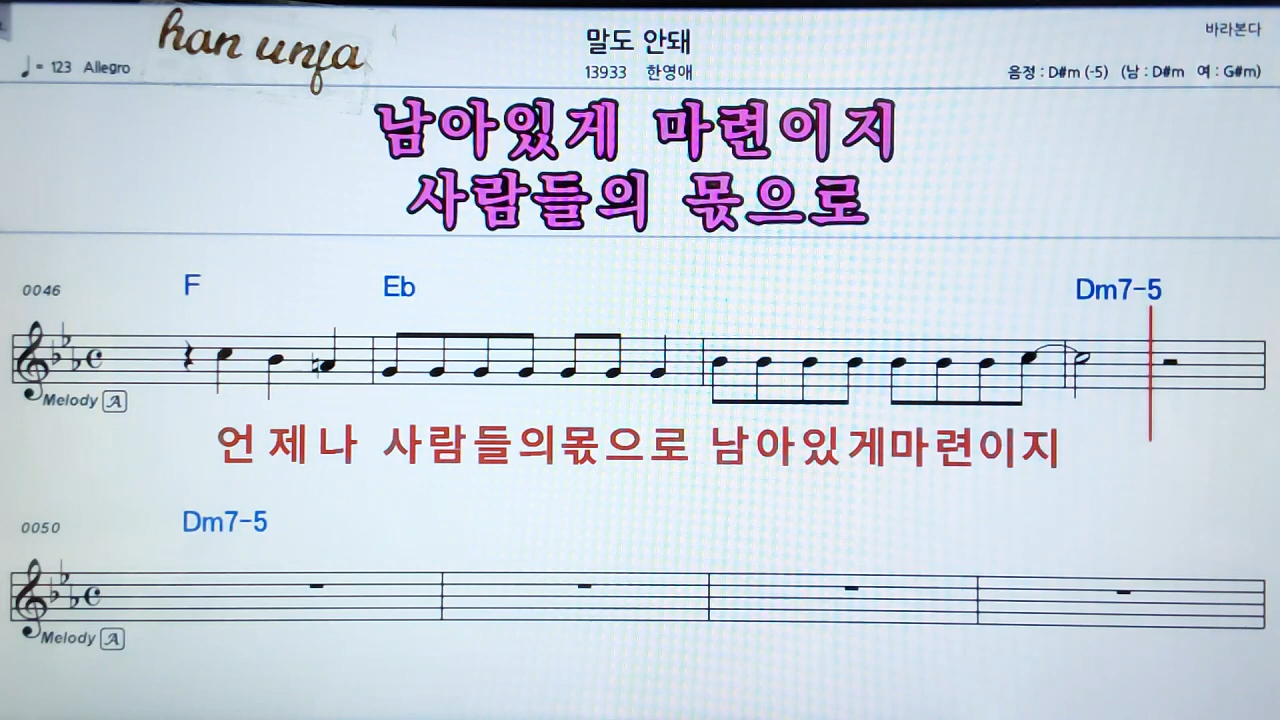 han unfa
말도 안돼
바라본다
♩ = 123 Allegro
13933 한영애
음정 : D#m (-5) (남 : D#m 여 : G#m)
남아있게 마련이지
사람들의 몫으로
0046 F Eb Dm7-5
Melody A
언제나 사람들의몫으로 남아있게마련이지
0050 Dm7-5
Melody A